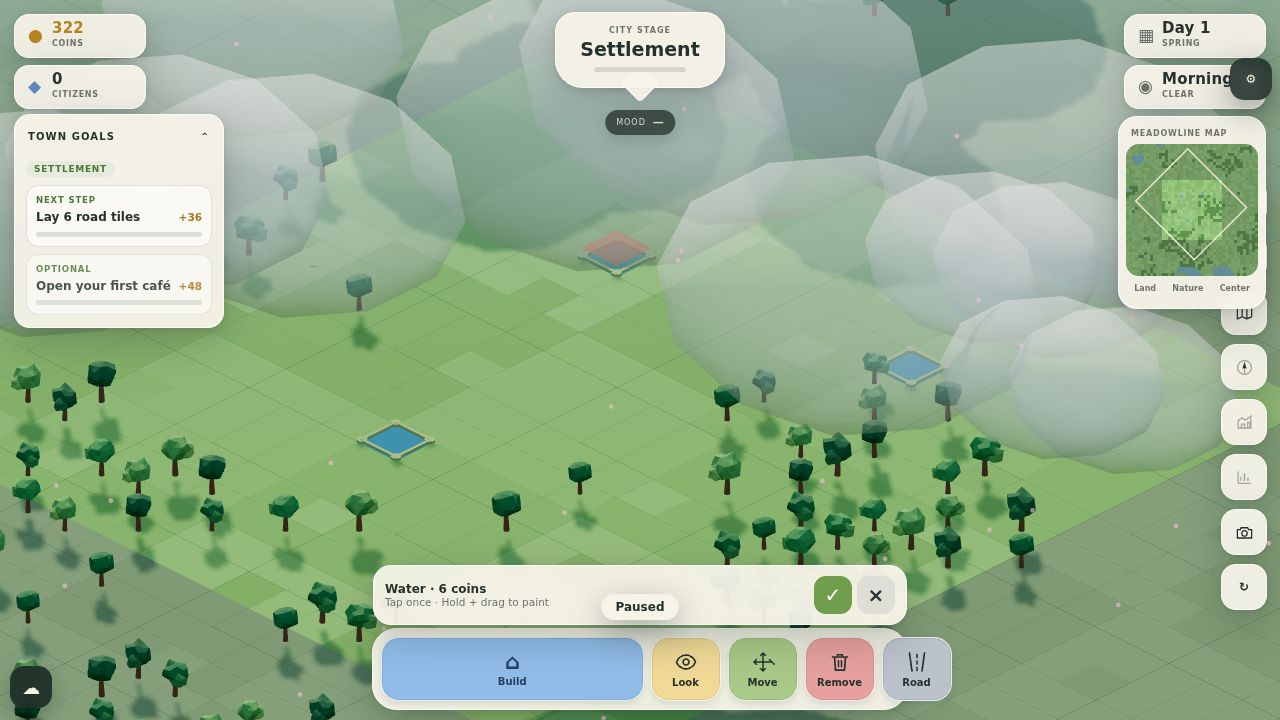 322
COINS
0
CITIZENS
CITY STAGE
Settlement
MOOD —
Day 1
SPRING
Morning
CLEAR
TOWN GOALS
SETTLEMENT
NEXT STEP
Lay 6 road tiles +36
OPTIONAL
Open your first café +48
MEADOWLINE MAP
Land Nature Center
Water · 6 coins
Tap once · Hold + drag to paint
Paused
Build
Look
Move
Remove
Road